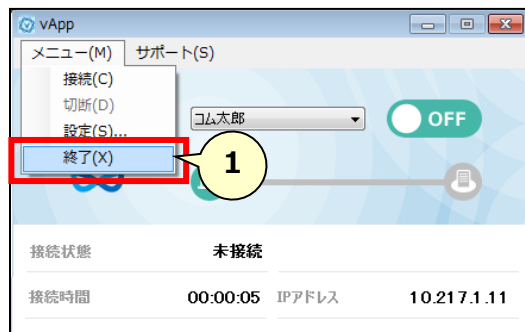 vApp
メニュー(M) サポート(S)
接続(C)
切断(D)
設定(S)...
終了(X)
1
コム太郎
OFF
接続状態 未接続
接続時間 00:00:05 IPアドレス 10.217.1.11